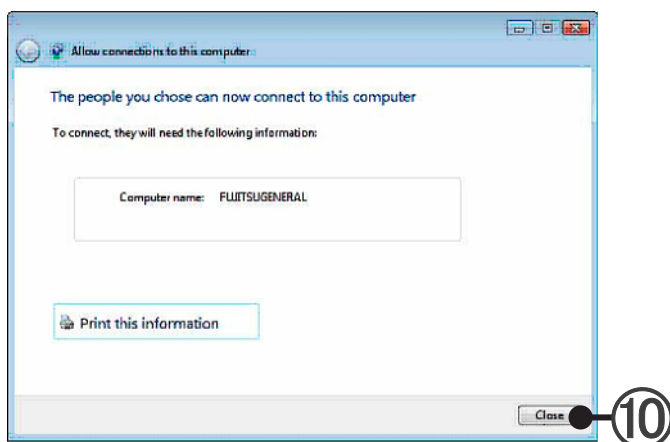 Allow connections to this computer
The people you chose can now connect to this computer
To connect, they will need the following information:
Computer name: FUJITSUGENERAL
Print this information
Close
⑩